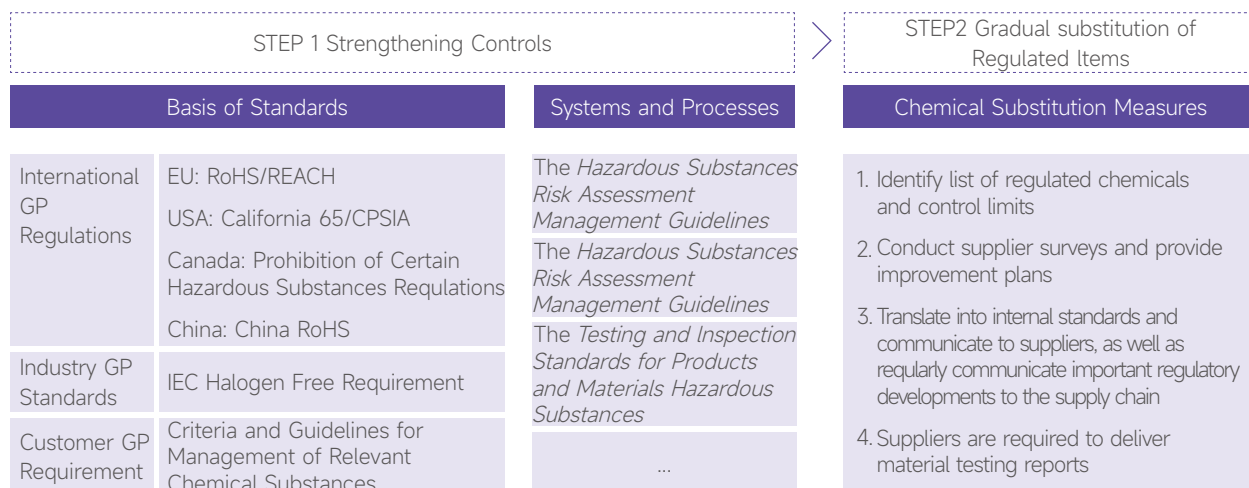 STEP 1 Strengthening Controls
STEP2 Gradual substitution of
Regulated Items
Basis of Standards
Systems and Processes
Chemical Substitution Measures
International
GP
Regulations
EU: RoHS/REACH
USA: California 65/CPSIA
Canada: Prohibition of Certain
Hazardous Substances Requlations
China: China RoHS
Industry GP
Standards
IEC Halogen Free Requirement
Customer GP
Requirement
Criteria and Guidelines for
Management of Relevant
Chemical Substances
The Hazardous Substances
Risk Assessment
Management Guidelines
The Hazardous Substances
Risk Assessment
Management Guidelines
The Testing and Inspection
Standards for Products
and Materials Hazardous
Substances
...
1. Identify list of regulated chemicals
and control limits
2. Conduct supplier surveys and provide
improvement plans
3. Translate into internal standards and
communicate to suppliers, as well as
reqularly communicate important regulatory
developments to the supply chain
4. Suppliers are required to deliver
material testing reports